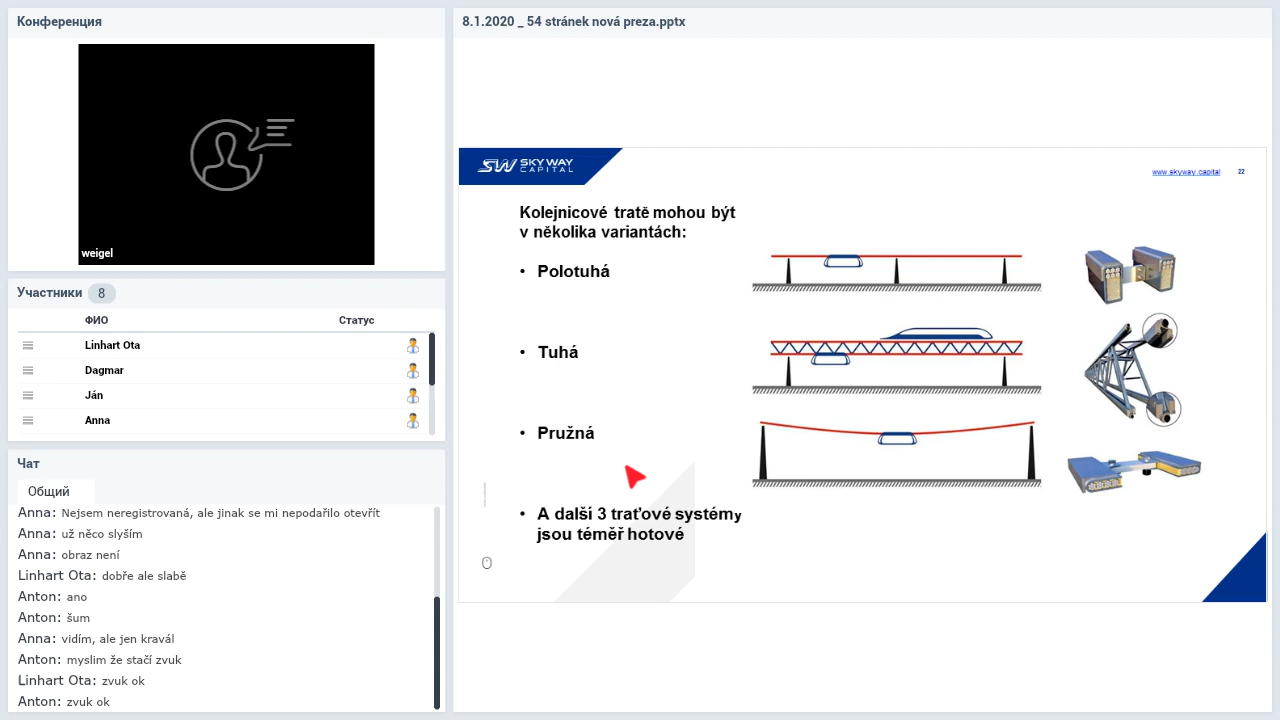 Конференция
weigel
Участники 8
ФИО Статус
Linhart Ota
Dagmar
Ján
Anna
Чат
Общий
Anna: Nejsem neregistrovaná, ale jinak se mi nepodařilo otevřít
Anna: už něco slyším
Anna: obraz není
Linhart Ota: dobře ale slabě
Anton: ano
Anton: šum
Anna: vidím, ale jen kravál
Anton: myslim že stačí zvuk
Linhart Ota: zvuk ok
Anton: zvuk ok
8.1.2020 _ 54 stránek nová preza.pptx
SW SKY WAY
CAPITAL
www.skyway.capital 22
Kolejnicové tratě mohou být
v několika variantách:
• Polotuhá
• Tuhá
• Pružná
• A další 3 traťové systémy
jsou téměř hotové